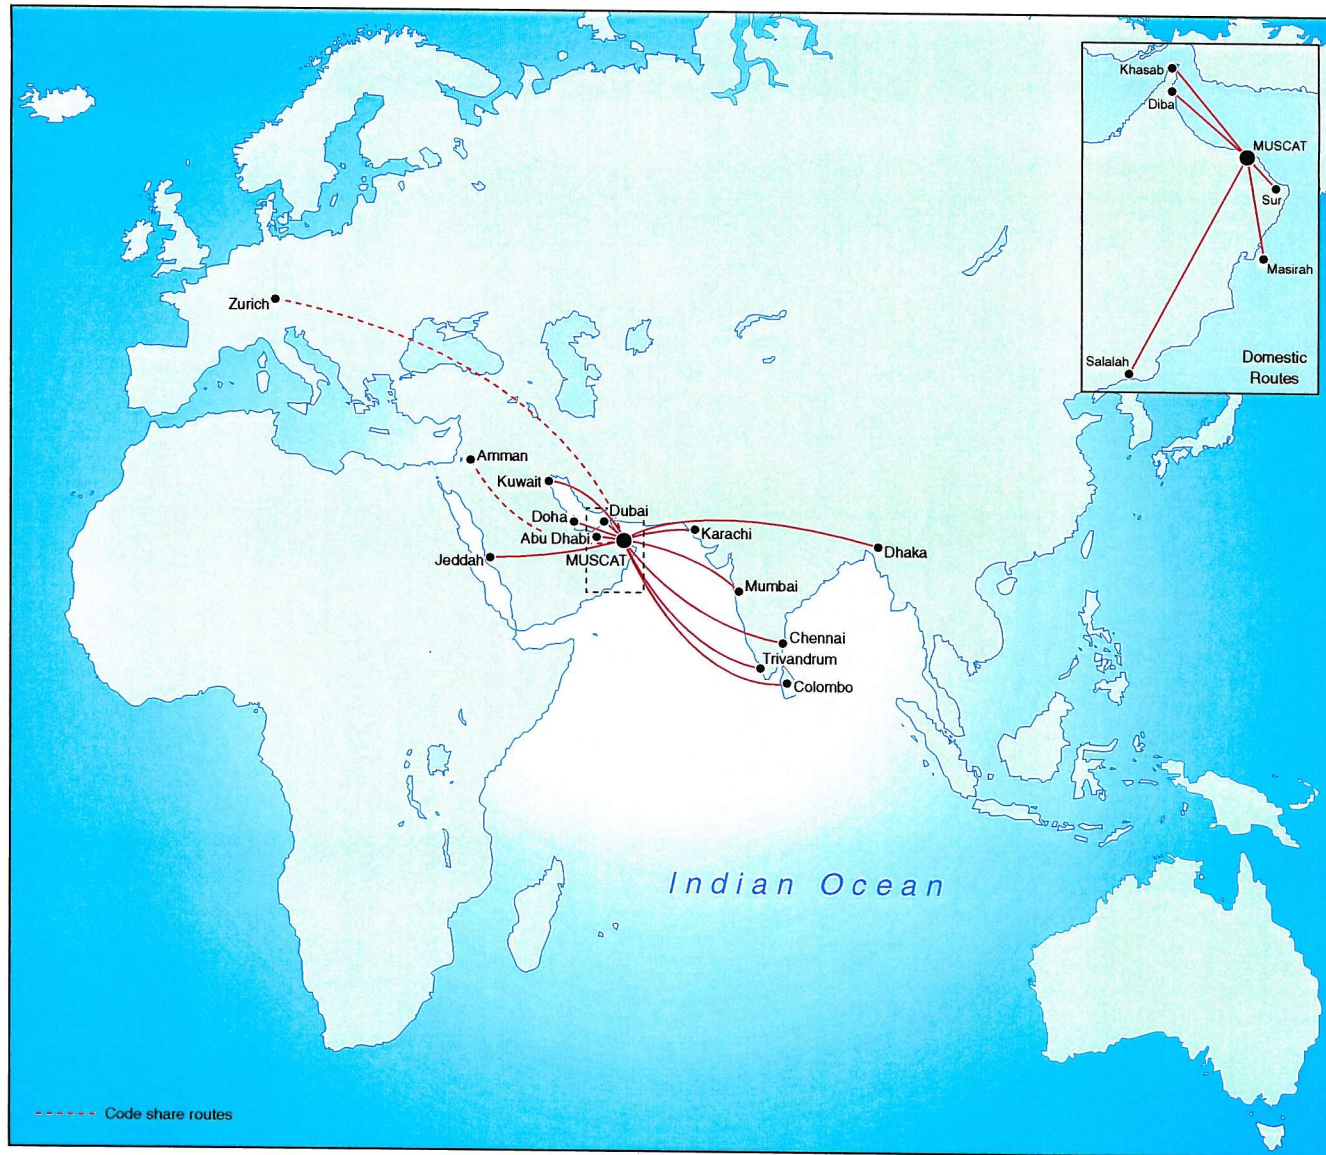 Khasab
Diba
MUSCAT
Sur
Masirah
Salalah
Domestic
Routes
Zurich
Amman
Kuwait
Doha
Dubai
Abu Dhabi
MUSCAT
Jeddah
Karachi
Dhaka
Mumbai
Chennai
Trivandrum
Colombo
Indian Ocean
Code share routes